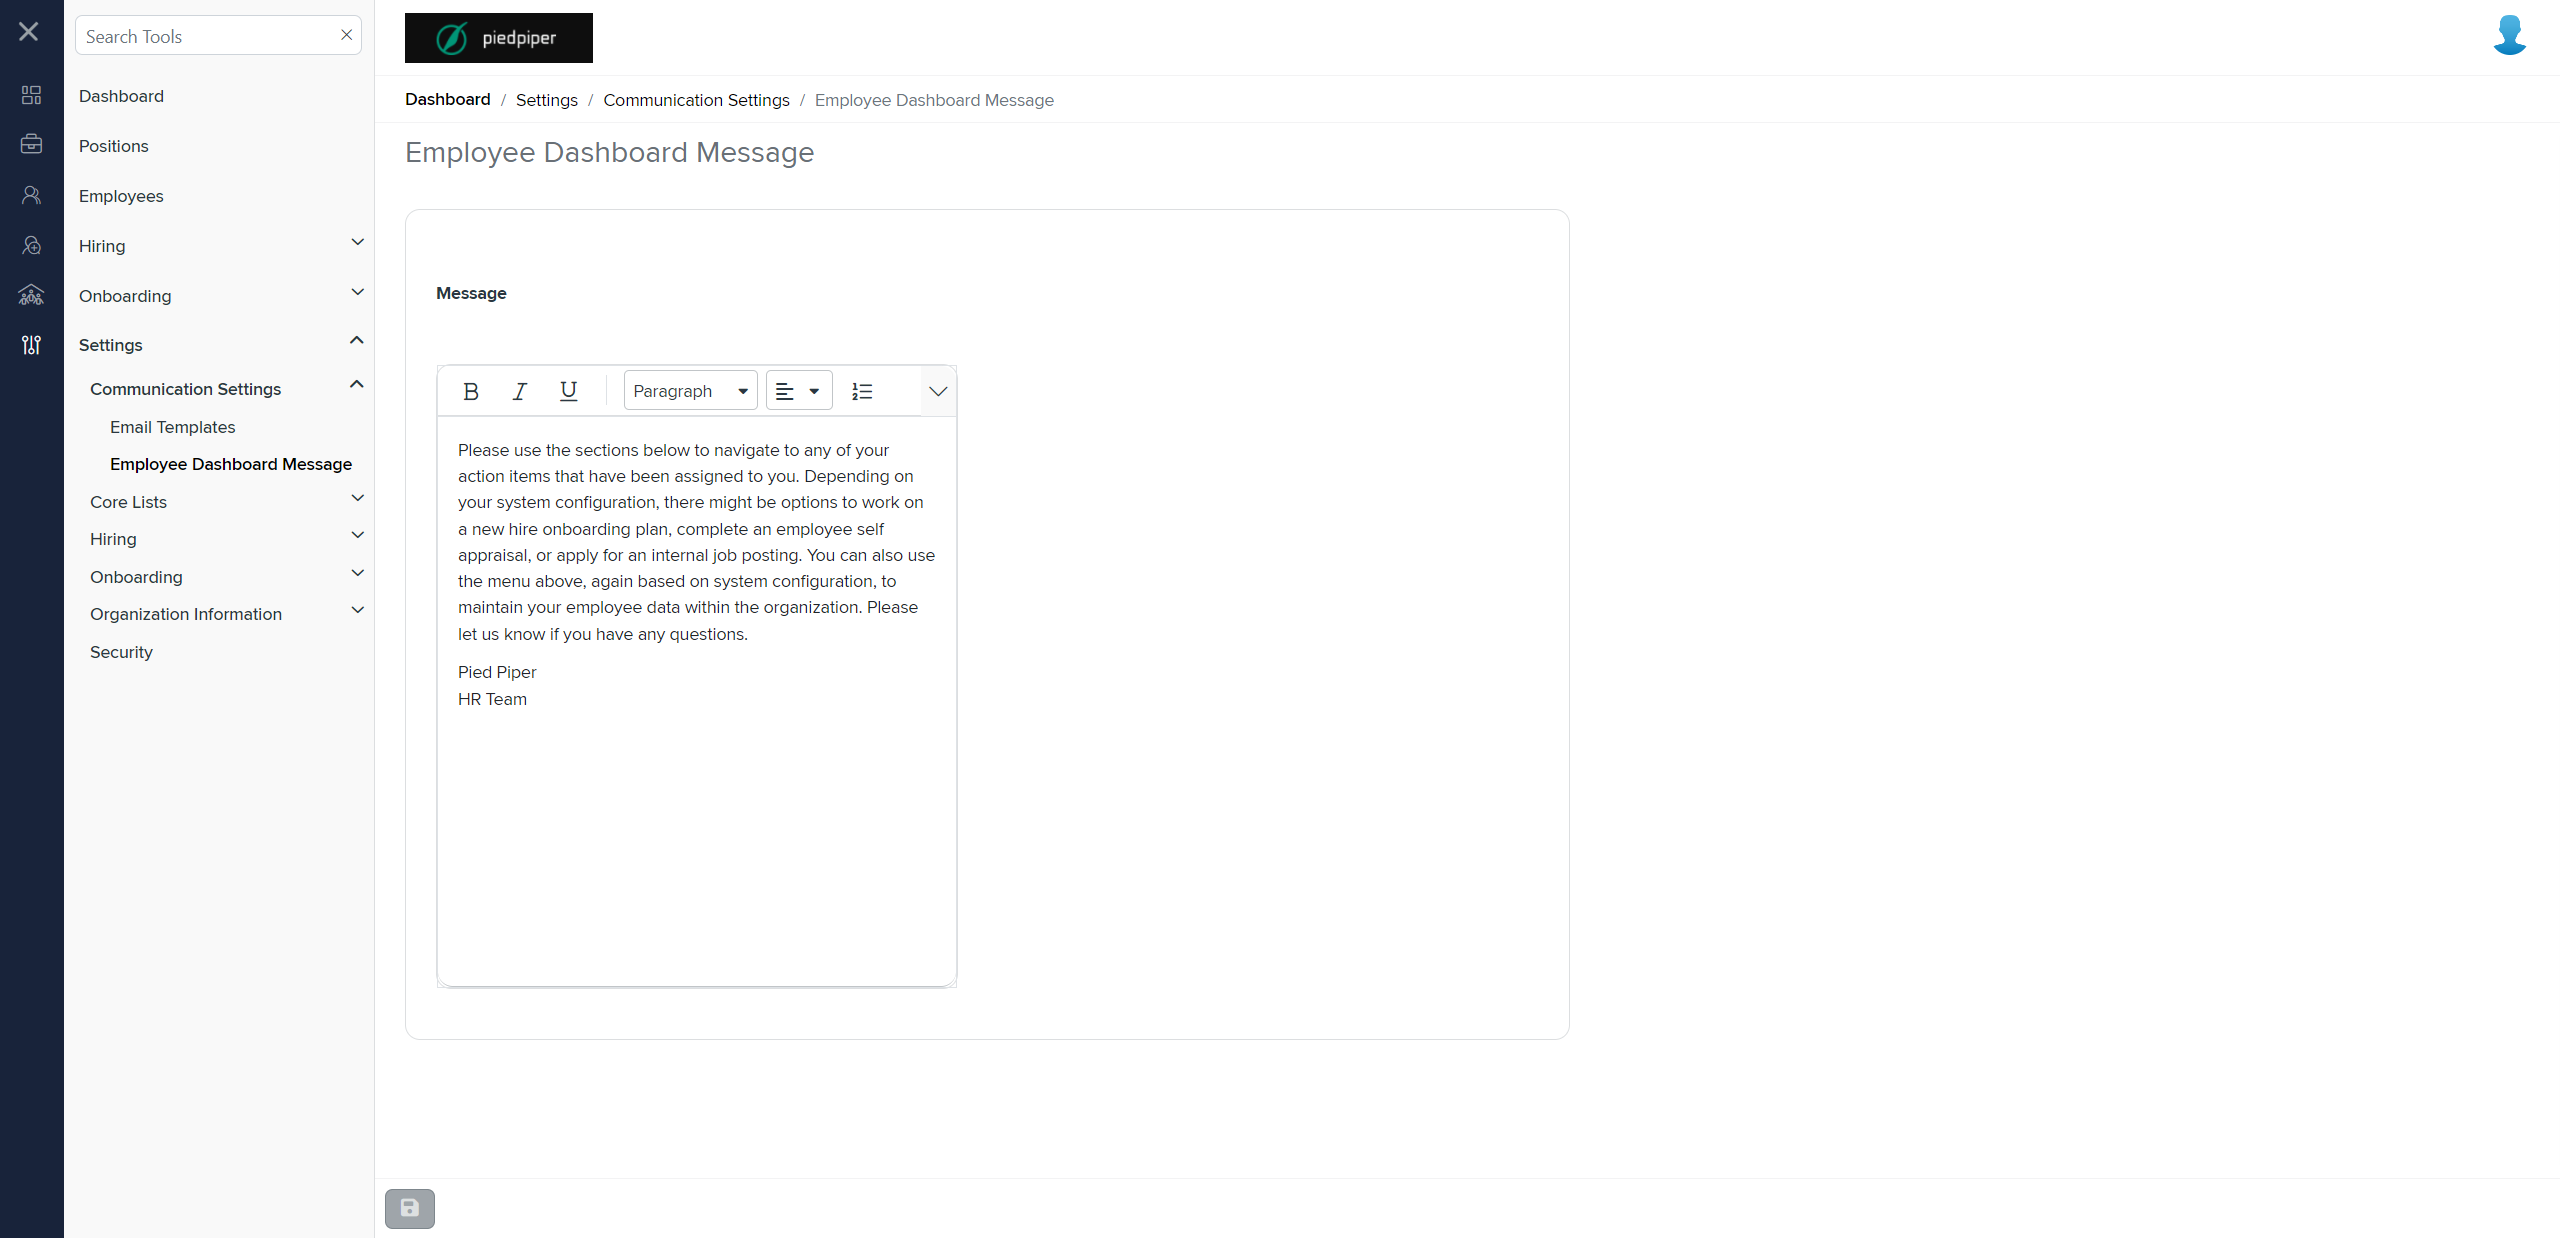 Search Tools
Dashboard
Positions
Employees
Hiring
Onboarding
Settings
Communication Settings
Email Templates
Employee Dashboard Message
Core Lists
Hiring
Onboarding
Organization Information
Security
piedpiper
Dashboard / Settings / Communication Settings / Employee Dashboard Message
Employee Dashboard Message
Message
B I U Paragraph
Please use the sections below to navigate to any of your
action items that have been assigned to you. Depending on
your system configuration, there might be options to work on
a new hire onboarding plan, complete an employee self
appraisal, or apply for an internal job posting. You can also use
the menu above, again based on system configuration, to
maintain your employee data within the organization. Please
let us know if you have any questions.
Pied Piper
HR Team